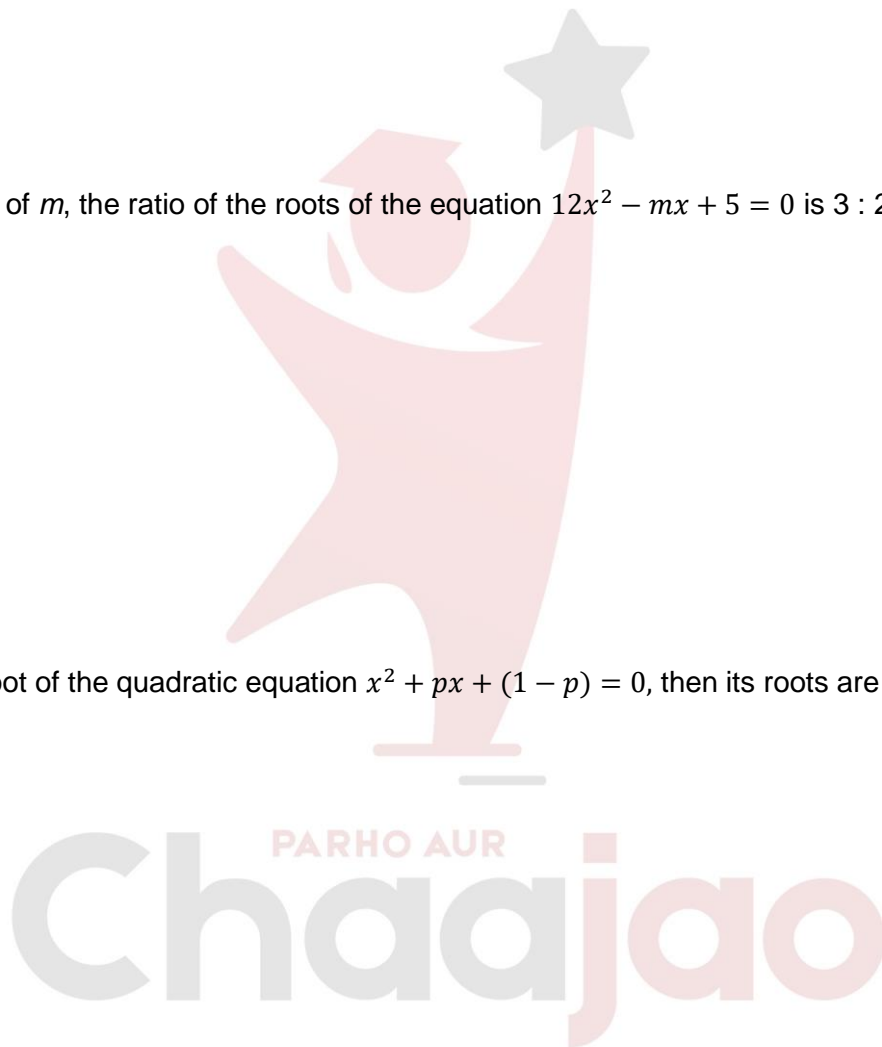 of m, the ratio of the roots of the equation 12x² − mx + 5 = 0 is 3 : 2
oot of the quadratic equation x² + px + (1 − p) = 0, then its roots are
PARHO AUR
Chaajao